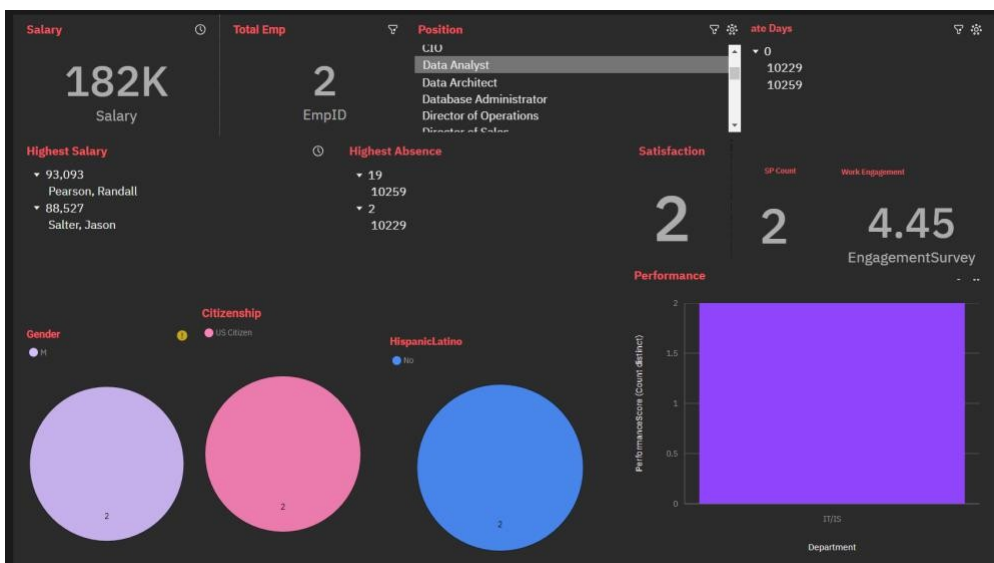 Salary
182K
Salary
Total Emp
2
EmpID
Position
CIO
Data Analyst
Data Architect
Database Administrator
Director of Operations
Director of Sales
ate Days
0
10229
10259
Highest Salary
93,093
Pearson, Randall
88,527
Salter, Jason
Highest Absence
19
10259
2
10229
Satisfaction
2
SP Count
2
Work Engagement
4.45
EngagementSurvey
Gender
M
2
Citizenship
US Citizen
2
HispanicLatino
No
2
Performance
PerformanceScore (Count distinct)
2
1.5
1
0.5
0
IT/IS
Department